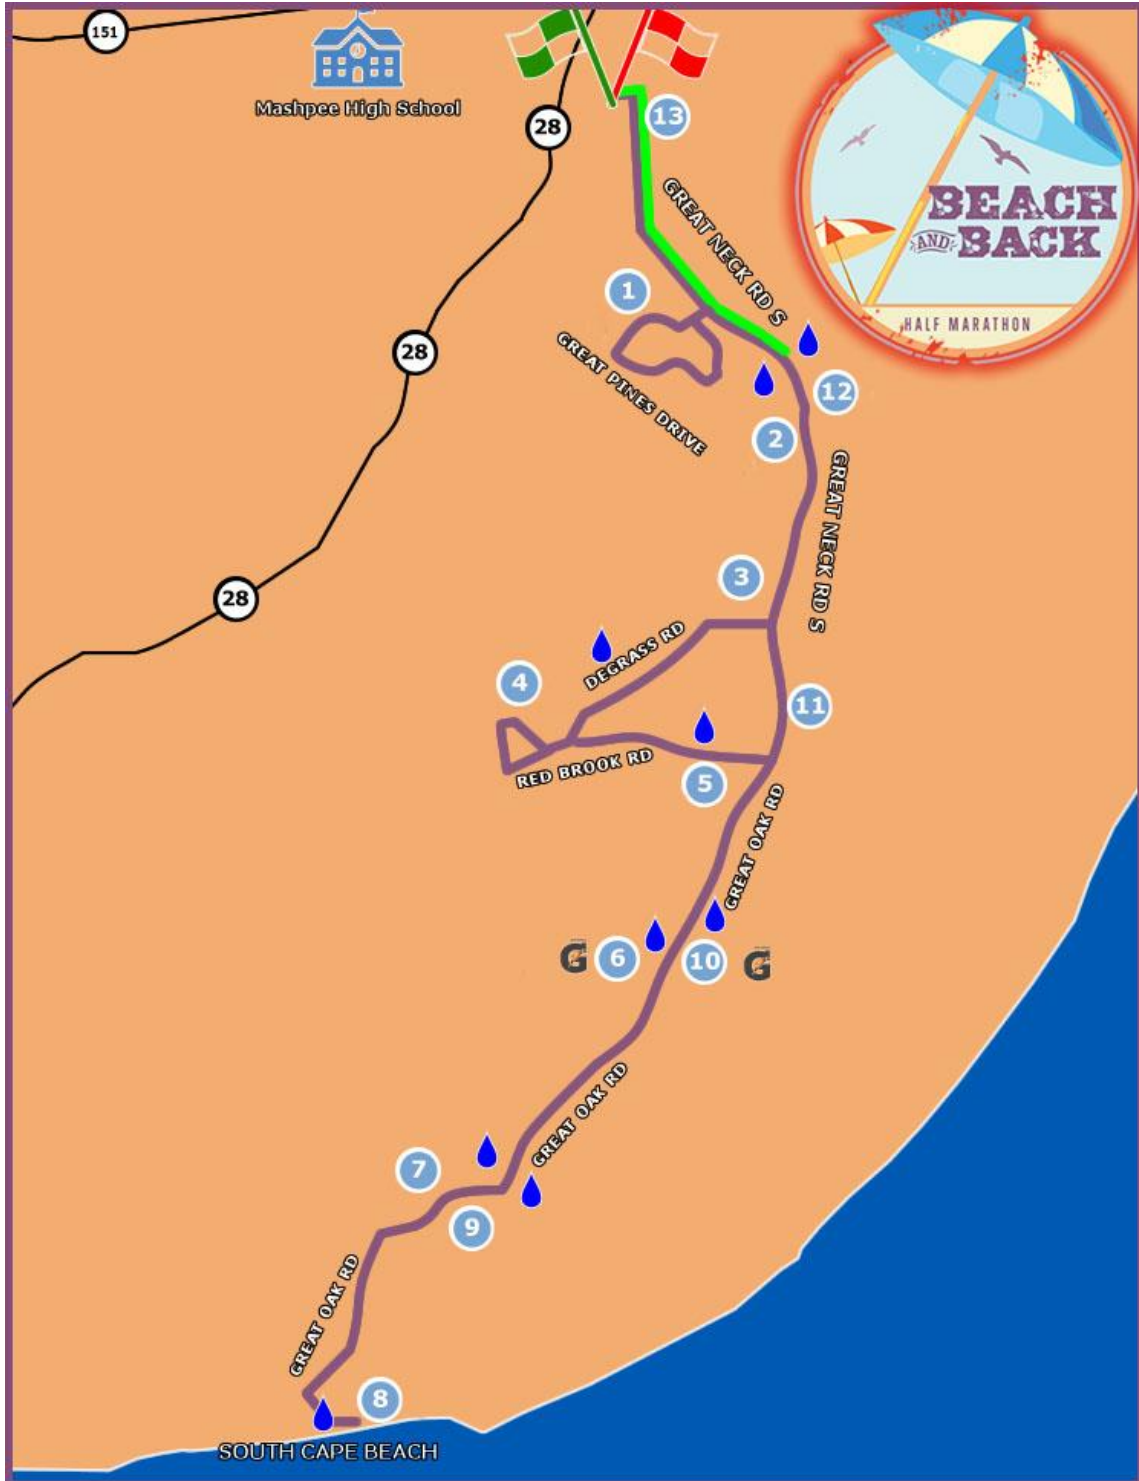 151
Mashpee High School
28
13
GREAT NECK RD S
BEACH
AND
BACK
HALF MARATHON
1
28
GREAT PINES DRIVE
12
2
GREAT NECK RD S
3
28
DEGRASS RD
4
11
RED BROOK RD
5
GREAT OAK RD
6
10
G
G
GREAT OAK RD
7
9
GREAT OAK RD
8
SOUTH CAPE BEACH